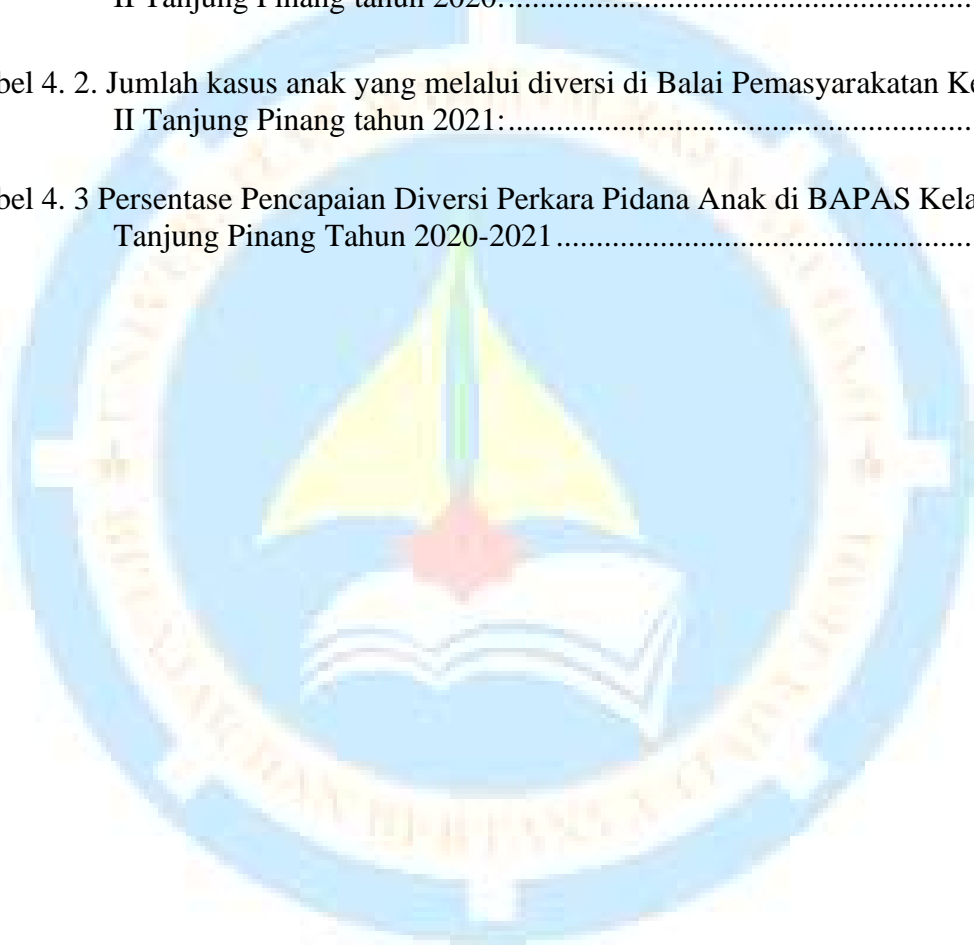 II Tanjung Pinang tahun 2020:..............................................................
bel 4. 2. Jumlah kasus anak yang melalui diversi di Balai Pemasyarakatan Ke
II Tanjung Pinang tahun 2021:..............................................................
bel 4. 3 Persentase Pencapaian Diversi Perkara Pidana Anak di BAPAS Kela
Tanjung Pinang Tahun 2020-2021........................................................